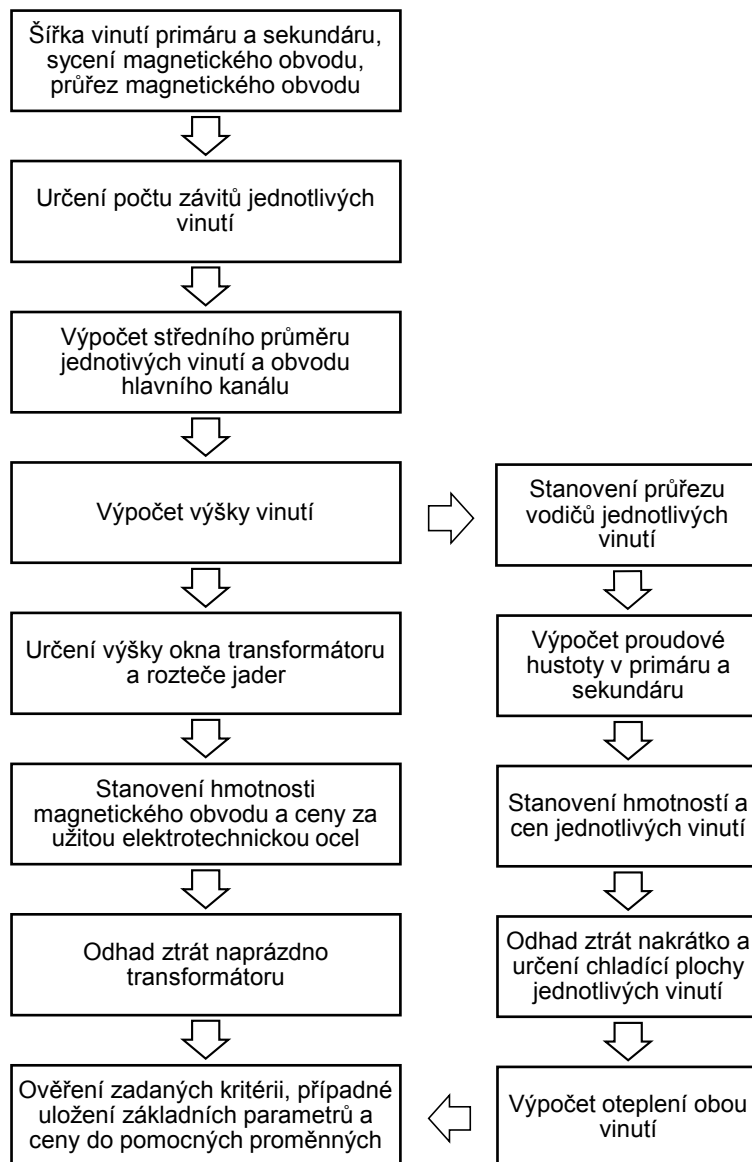 Šířka vinutí primáru a sekundáru,
sycení magnetického obvodu,
průřez magnetického obvodu
Určení počtu závitů jednotlivých
vinutí
Výpočet středního průměru
jednotivých vinutí a obvodu
hlavního kanálu
Výpočet výšky vinutí
Určení výšky okna transformátoru
a rozteče jader
Stanovení hmotnosti
magnetického obvodu a ceny za
užitou elektrotechnickou ocel
Odhad ztrát naprázdno
transformátoru
Ověření zadaných kritérii, případné
uložení základních parametrů a
ceny do pomocných proměnných
Stanovení průřezu
vodičů jednotlivých
vinutí
Výpočet proudové
hustoty v primáru a
sekundáru
Stanovení hmotností a
cen jednotlivých vinutí
Odhad ztrát nakrátko a
určení chladící plochy
jednotlivých vinutí
Výpočet oteplení obou
vinutí